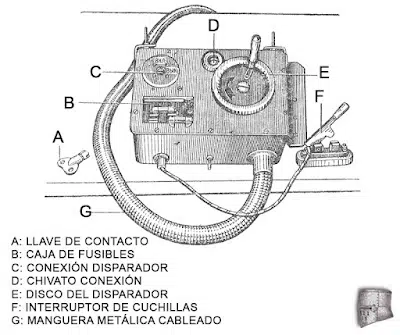 D
C
E
B
F
A
G
A: LLAVE DE CONTACTO
B: CAJA DE FUSIBLES
C: CONEXIÓN DISPARADOR
D: CHIVATO CONEXIÓN
E: DISCO DEL DISPARADOR
F: INTERRUPTOR DE CUCHILLAS
G: MANGUERA METÁLICA CABLEADO